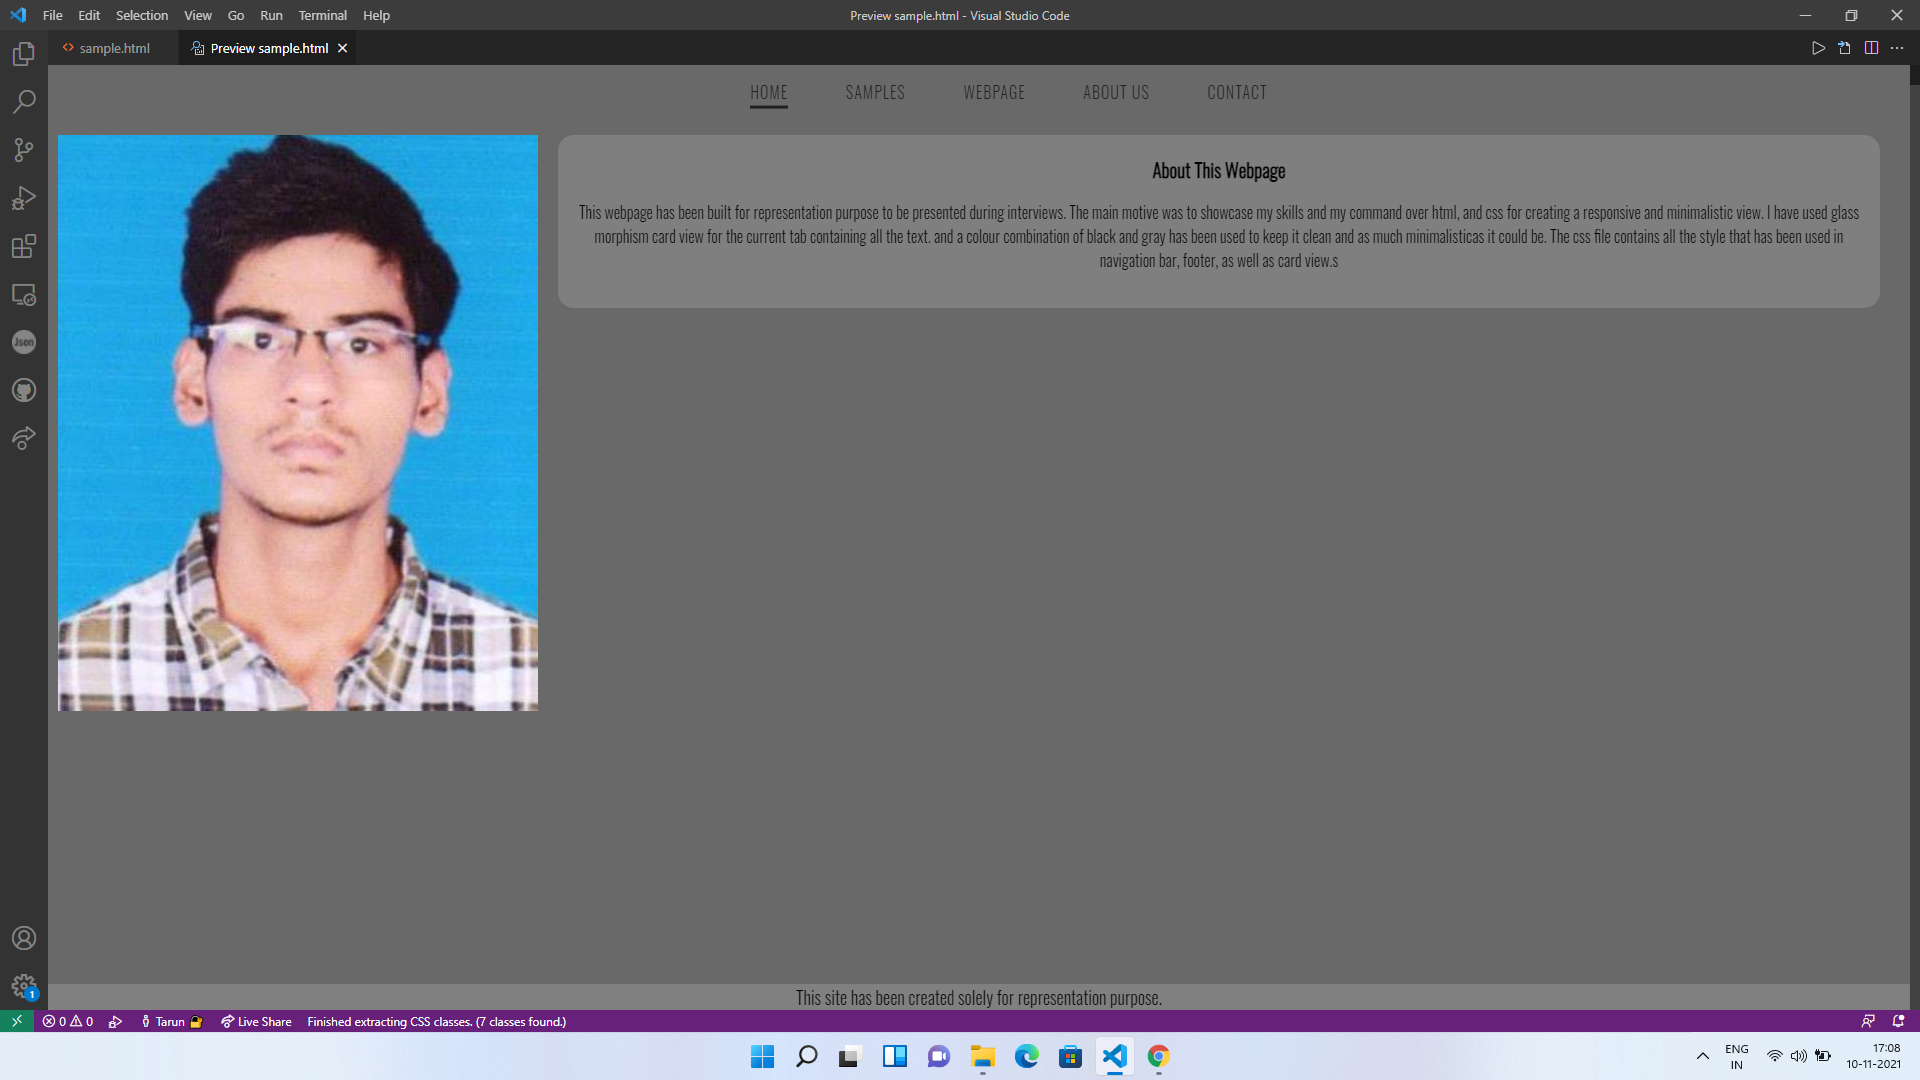 File Edit Selection View Go Run Terminal Help
Preview sample.html - Visual Studio Code
sample.html
Preview sample.html
HOME SAMPLES WEBPAGE ABOUT US CONTACT
About This Webpage
This webpage has been built for representation purpose to be presented during interviews. The main motive was to showcase my skills and my command over html, and css for creating a responsive and minimalistic view. I have used glass
morphism card view for the current tab containing all the text. and a colour combination of black and gray has been used to keep it clean and as much minimalisticas it could be. The css file contains all the style that has been used in
navigation bar, footer, as well as card view.s
Json
1
This site has been created solely for representation purpose.
0 0 Tarun Live Share Finished extracting CSS classes. (7 classes found.)
ENG
IN
17:08
10-11-2021